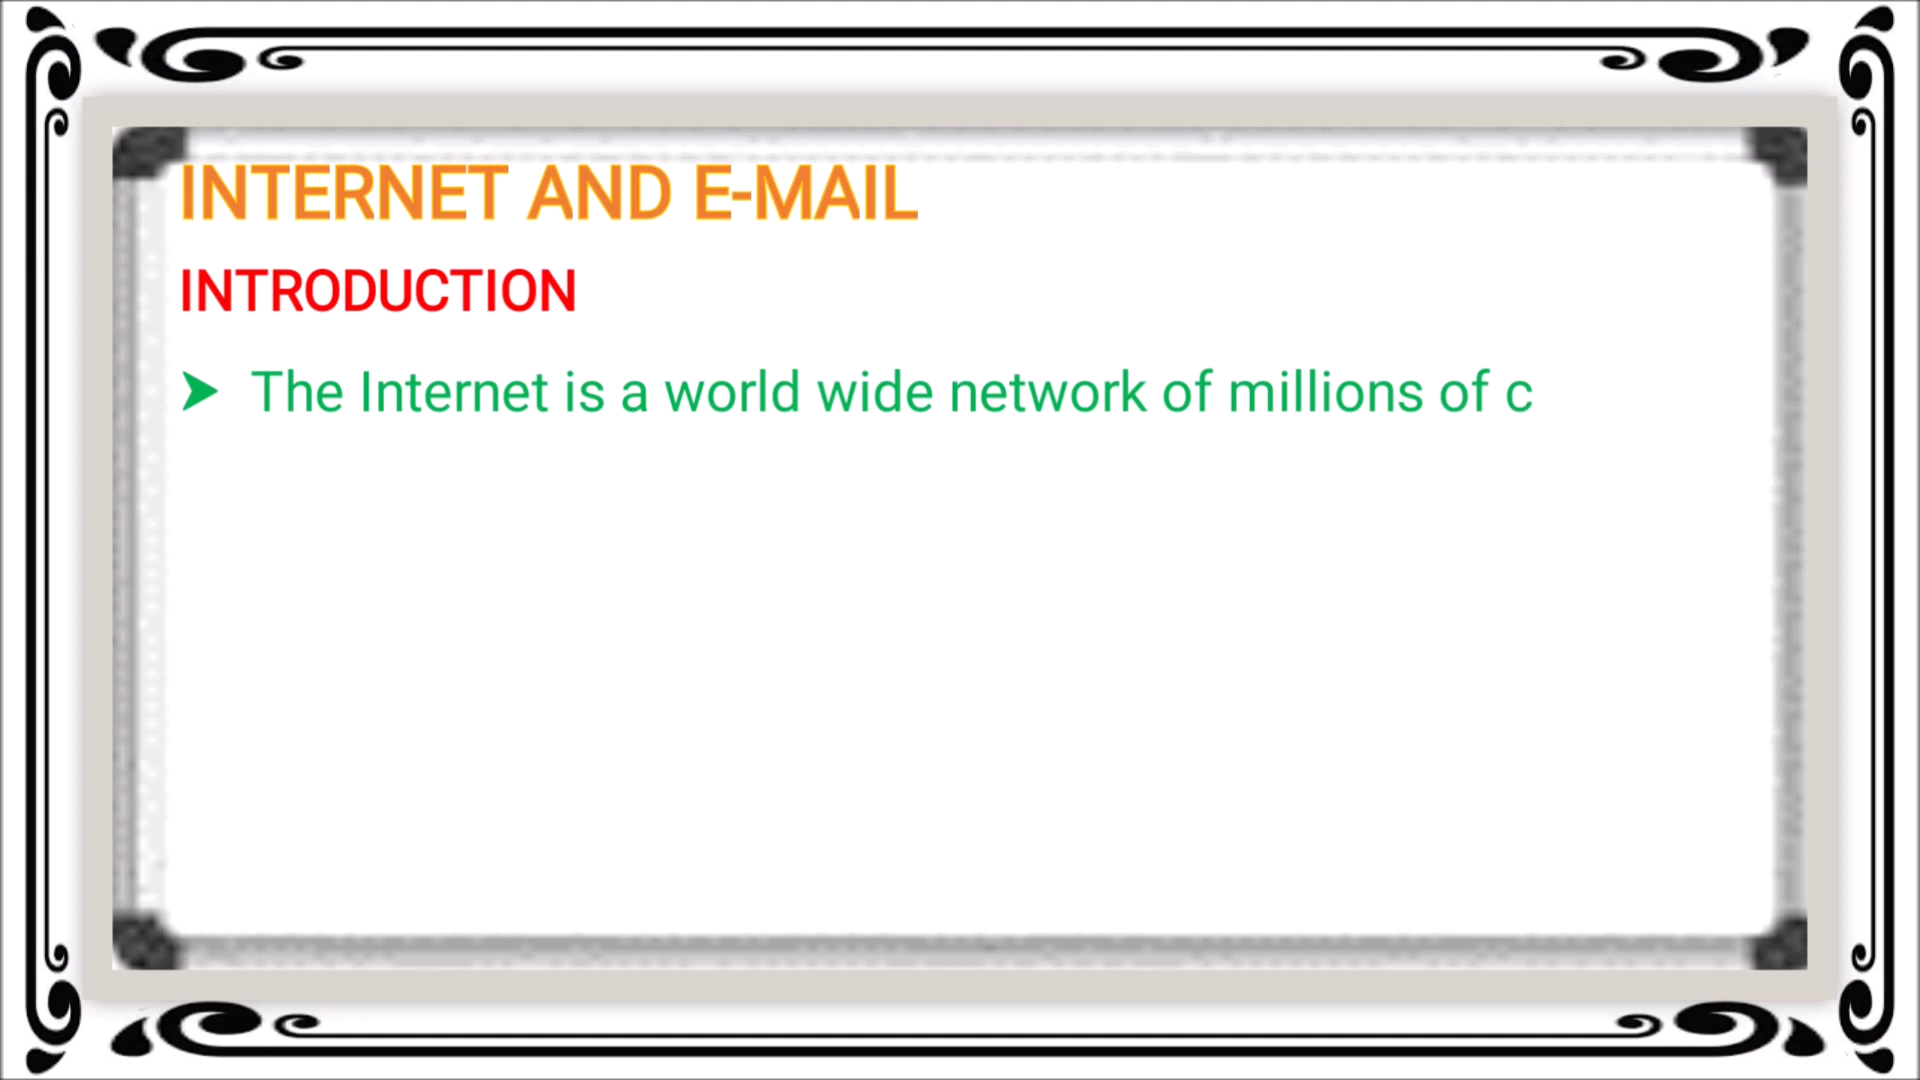 INTERNET AND E-MAIL
INTRODUCTION
➤ The Internet is a world wide network of millions of c